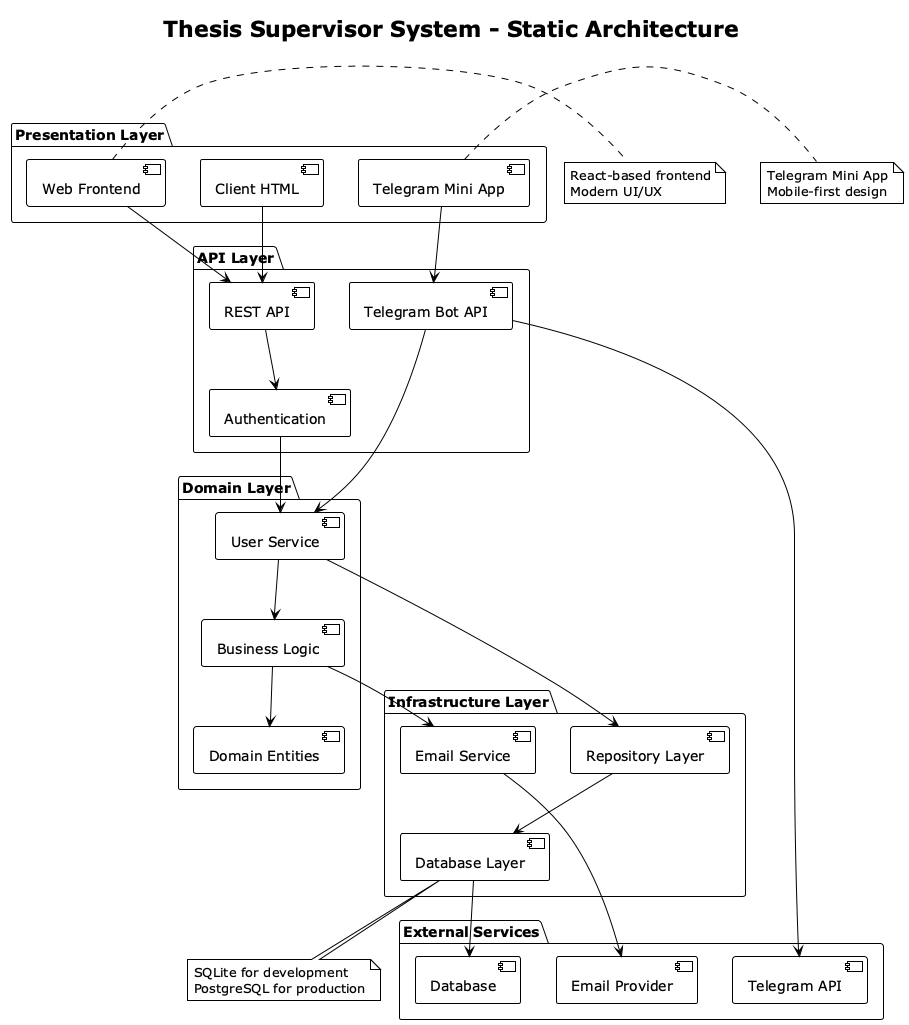 Thesis Supervisor System - Static Architecture
Presentation Layer
Web Frontend
Client HTML
Telegram Mini App
React-based frontend
Modern UI/UX
Telegram Mini App
Mobile-first design
API Layer
REST API
Telegram Bot API
Authentication
Domain Layer
User Service
Business Logic
Domain Entities
Infrastructure Layer
Email Service
Repository Layer
Database Layer
SQLite for development
PostgreSQL for production
External Services
Database
Email Provider
Telegram API